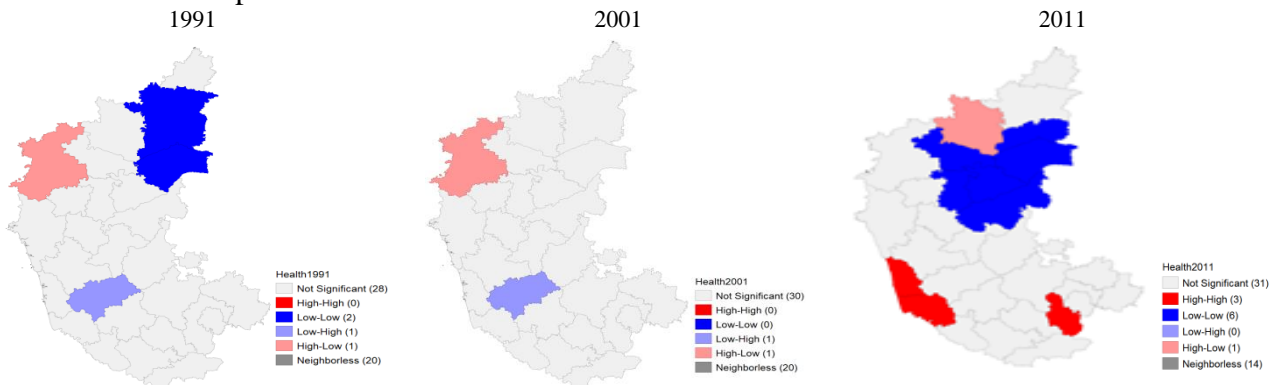 1991
2001
2011
Health1991
Not Significant (28)
High-High (0)
Low-Low (2)
Low-High (1)
High-Low (1)
Neighborless (20)
Health2001
Not Significant (30)
High-High (0)
Low-Low (0)
Low-High (1)
High-Low (1)
Neighborless (20)
Health2011
Not Significant (31)
High-High (3)
Low-Low (6)
Low-High (0)
High-Low (1)
Neighborless (14)